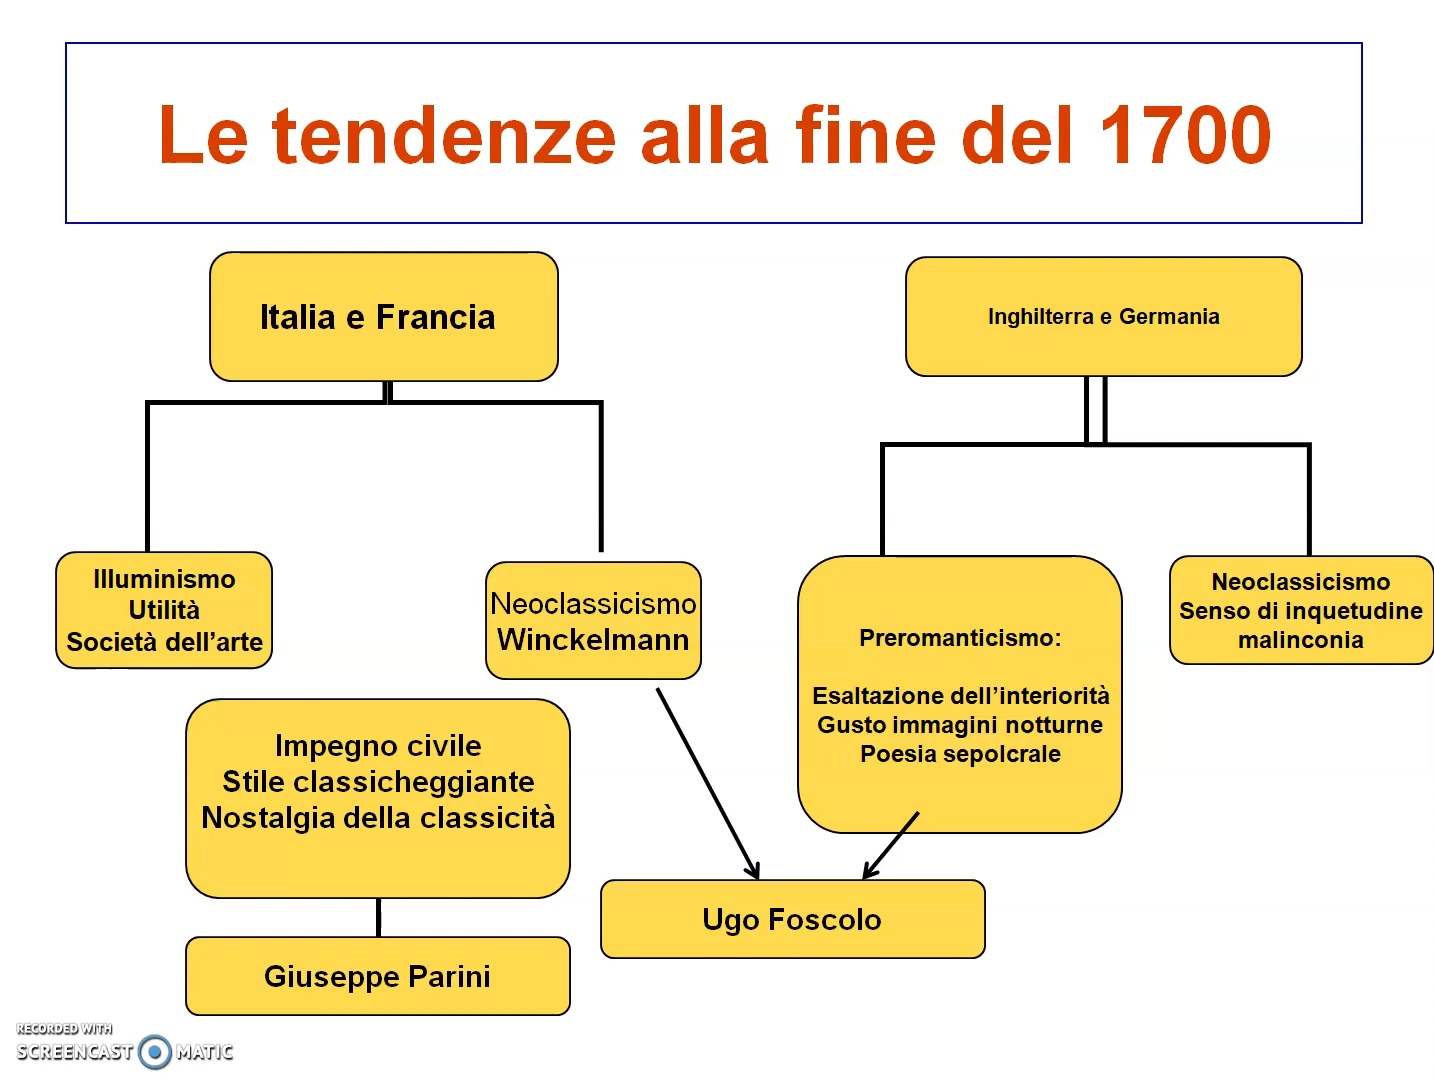 Le tendenze alla fine del 1700
Italia e Francia
Inghilterra e Germania
Illuminismo
Utilità
Società dell’arte
Neoclassicismo
Winckelmann
Preromanticismo:
Esaltazione dell’interiorità
Gusto immagini notturne
Poesia sepolcrale
Neoclassicismo
Senso di inquetudine
malinconia
Impegno civile
Stile classicheggiante
Nostalgia della classicità
Ugo Foscolo
Giuseppe Parini
RECORDED WITH
SCREENCAST MATIC